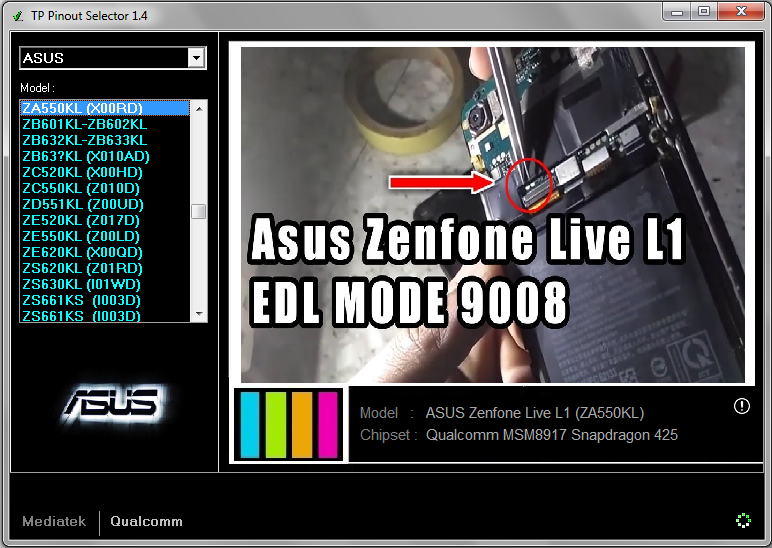 TP Pinout Selector 1.4
ASUS
Model :
ZA550KL (X00RD)
ZB601KL-ZB602KL
ZB632KL-ZB633KL
ZB63?KL (X010AD)
ZC520KL (X00HD)
ZC550KL (Z010D)
ZD551KL (Z00UD)
ZE520KL (Z017D)
ZE550KL (Z00LD)
ZE620KL (X00QD)
ZS620KL (Z01RD)
ZS630KL (I01WD)
ZS661KS (I003D)
ZS661KS (I003D)
ASUS
Asus Zenfone Live L1
EDL MODE 9008
Model : ASUS Zenfone Live L1 (ZA550KL)
Chipset : Qualcomm MSM8917 Snapdragon 425
Mediatek
Qualcomm